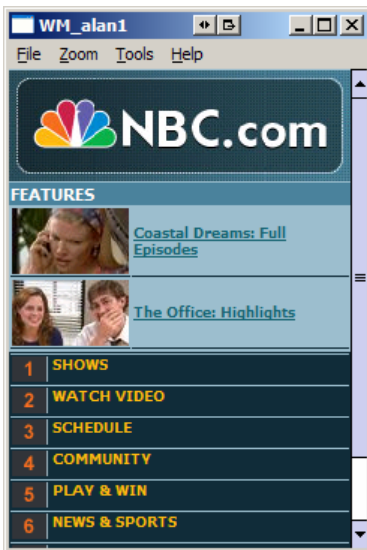 WM_alan1
File Zoom Tools Help
NBC.com
FEATURES
Coastal Dreams: Full
Episodes
The Office: Highlights
1 SHOWS
2 WATCH VIDEO
3 SCHEDULE
4 COMMUNITY
5 PLAY & WIN
6 NEWS & SPORTS